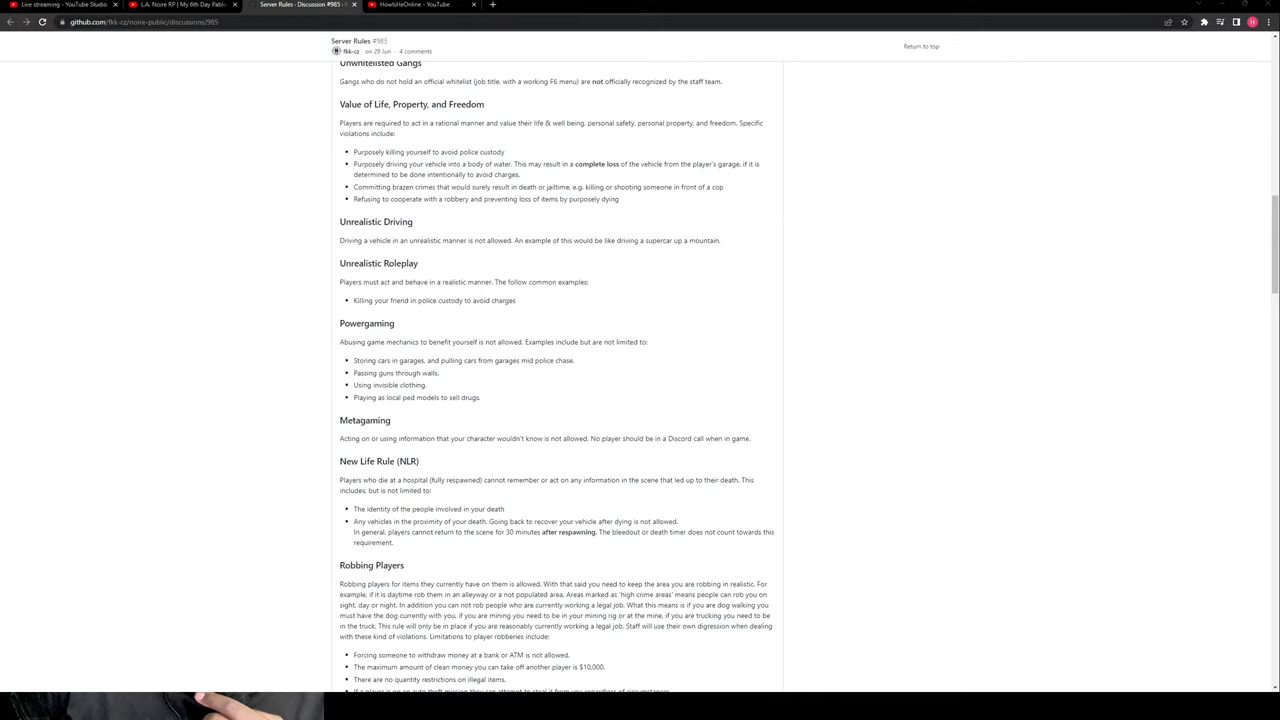 Live streaming - YouTube Studio
L.A. Noire RP | My 6th Day Pablo
Server Rules · Discussion #985 · f
HowIsHeOnline - YouTube
github.com/fkk-cz/noire-public/discussions/985
Server Rules #985
fkk-cz on 29 Jun · 4 comments
Return to top
Unwhitelisted Gangs
Gangs who do not hold an official whitelist (job title, with a working F6 menu) are not officially recognized by the staff team.
Value of Life, Property, and Freedom
Players are required to act in a rational manner and value their life & well being, personal safety, personal property, and freedom. Specific
violations include:
• Purposely killing yourself to avoid police custody
• Purposely driving your vehicle into a body of water. This may result in a complete loss of the vehicle from the player's garage, if it is
determined to be done intentionally to avoid charges.
• Committing brazen crimes that would surely result in death or jailtime, e.g. killing or shooting someone in front of a cop
• Refusing to cooperate with a robbery and preventing loss of items by purposely dying
Unrealistic Driving
Driving a vehicle in an unrealistic manner is not allowed. An example of this would be like driving a supercar up a mountain.
Unrealistic Roleplay
Players must act and behave in a realistic manner. The follow common examples:
• Killing your friend in police custody to avoid charges
Powergaming
Abusing game mechanics to benefit yourself is not allowed. Examples include but are not limited to:
• Storing cars in garages, and pulling cars from garages mid police chase.
• Passing guns through walls.
• Using invisible clothing.
• Playing as local ped models to sell drugs.
Metagaming
Acting on or using information that your character wouldn't know is not allowed. No player should be in a Discord call when in game.
New Life Rule (NLR)
Players who die at a hospital (fully respawned) cannot remember or act on any information in the scene that led up to their death. This
includes, but is not limited to:
• The identity of the people involved in your death
• Any vehicles in the proximity of your death. Going back to recover your vehicle after dying is not allowed.
In general, players cannot return to the scene for 30 minutes after respawning. The bleedout or death timer does not count towards this
requirement.
Robbing Players
Robbing players for items they currently have on them is allowed. With that said you need to keep the area you are robbing in realistic. For
example, if it is daytime rob them in an alleyway or a not populated area. Areas marked as 'high crime areas' means people can rob you on
sight, day or night. In addition you can not rob people who are currently working a legal job. What this means is if you are dog walking you
must have the dog currently with you, if you are mining you need to be in your mining rig or at the mine, if you are trucking you need to be
in the truck. This rule will only be in place if you are reasonably currently working a legal job. Staff will use their own digression when dealing
with these kind of violations. Limitations to player robberies include:
• Forcing someone to withdraw money at a bank or ATM is not allowed.
• The maximum amount of clean money you can take off another player is $10,000.
• There are no quantity restrictions on illegal items.
• If a player is on an auto theft mission they can attempt to steal it from you regardless of circumstances